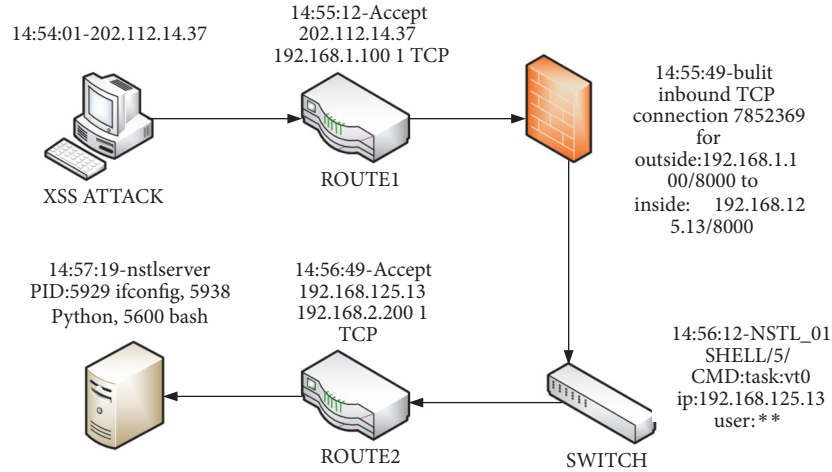 14:54:01-202.112.14.37
XSS ATTACK
14:55:12-Accept
202.112.14.37
192.168.1.100 1 TCP
ROUTE1
14:55:49-bulit
inbound TCP
connection 7852369
for
outside:192.168.1.1
00/8000 to
inside: 192.168.12
5.13/8000
14:57:19-nstlserver
PID:5929 ifconfig, 5938
Python, 5600 bash
14:56:49-Accept
192.168.125.13
192.168.2.200 1
TCP
ROUTE2
14:56:12-NSTL_01
SHELL/5/
CMD:task:vt0
ip:192.168.125.13
user:**
SWITCH